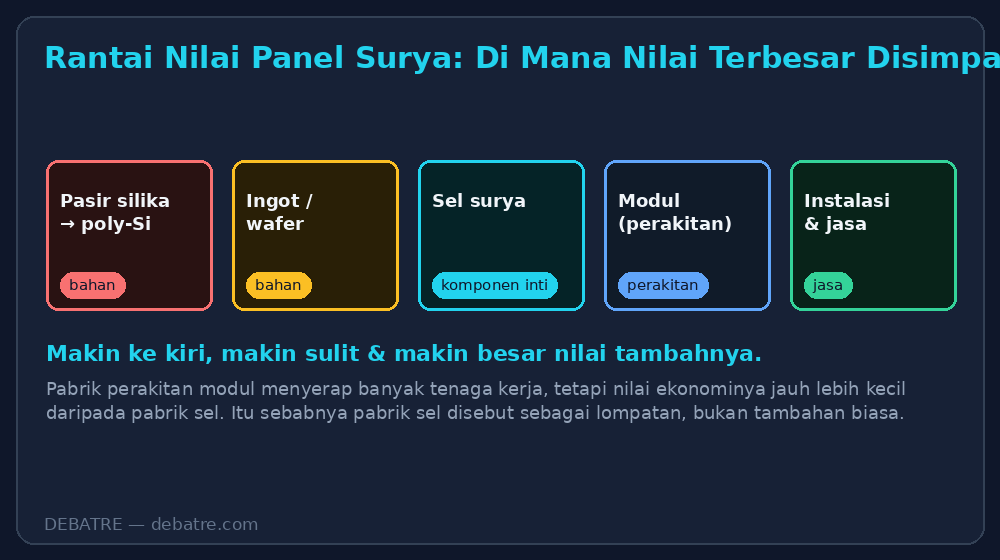 Rantai Nilai Panel Surya: Di Mana Nilai Terbesar Disimpa
Pasir silika
→ poly-Si
bahan
Ingot /
wafer
bahan
Sel surya
komponen inti
Modul
(perakitan)
perakitan
Instalasi
& jasa
jasa
Makin ke kiri, makin sulit & makin besar nilai tambahnya.
Pabrik perakitan modul menyerap banyak tenaga kerja, tetapi nilai ekonominya jauh lebih kecil
daripada pabrik sel. Itu sebabnya pabrik sel disebut sebagai lompatan, bukan tambahan biasa.
DEBATRE — debatre.com